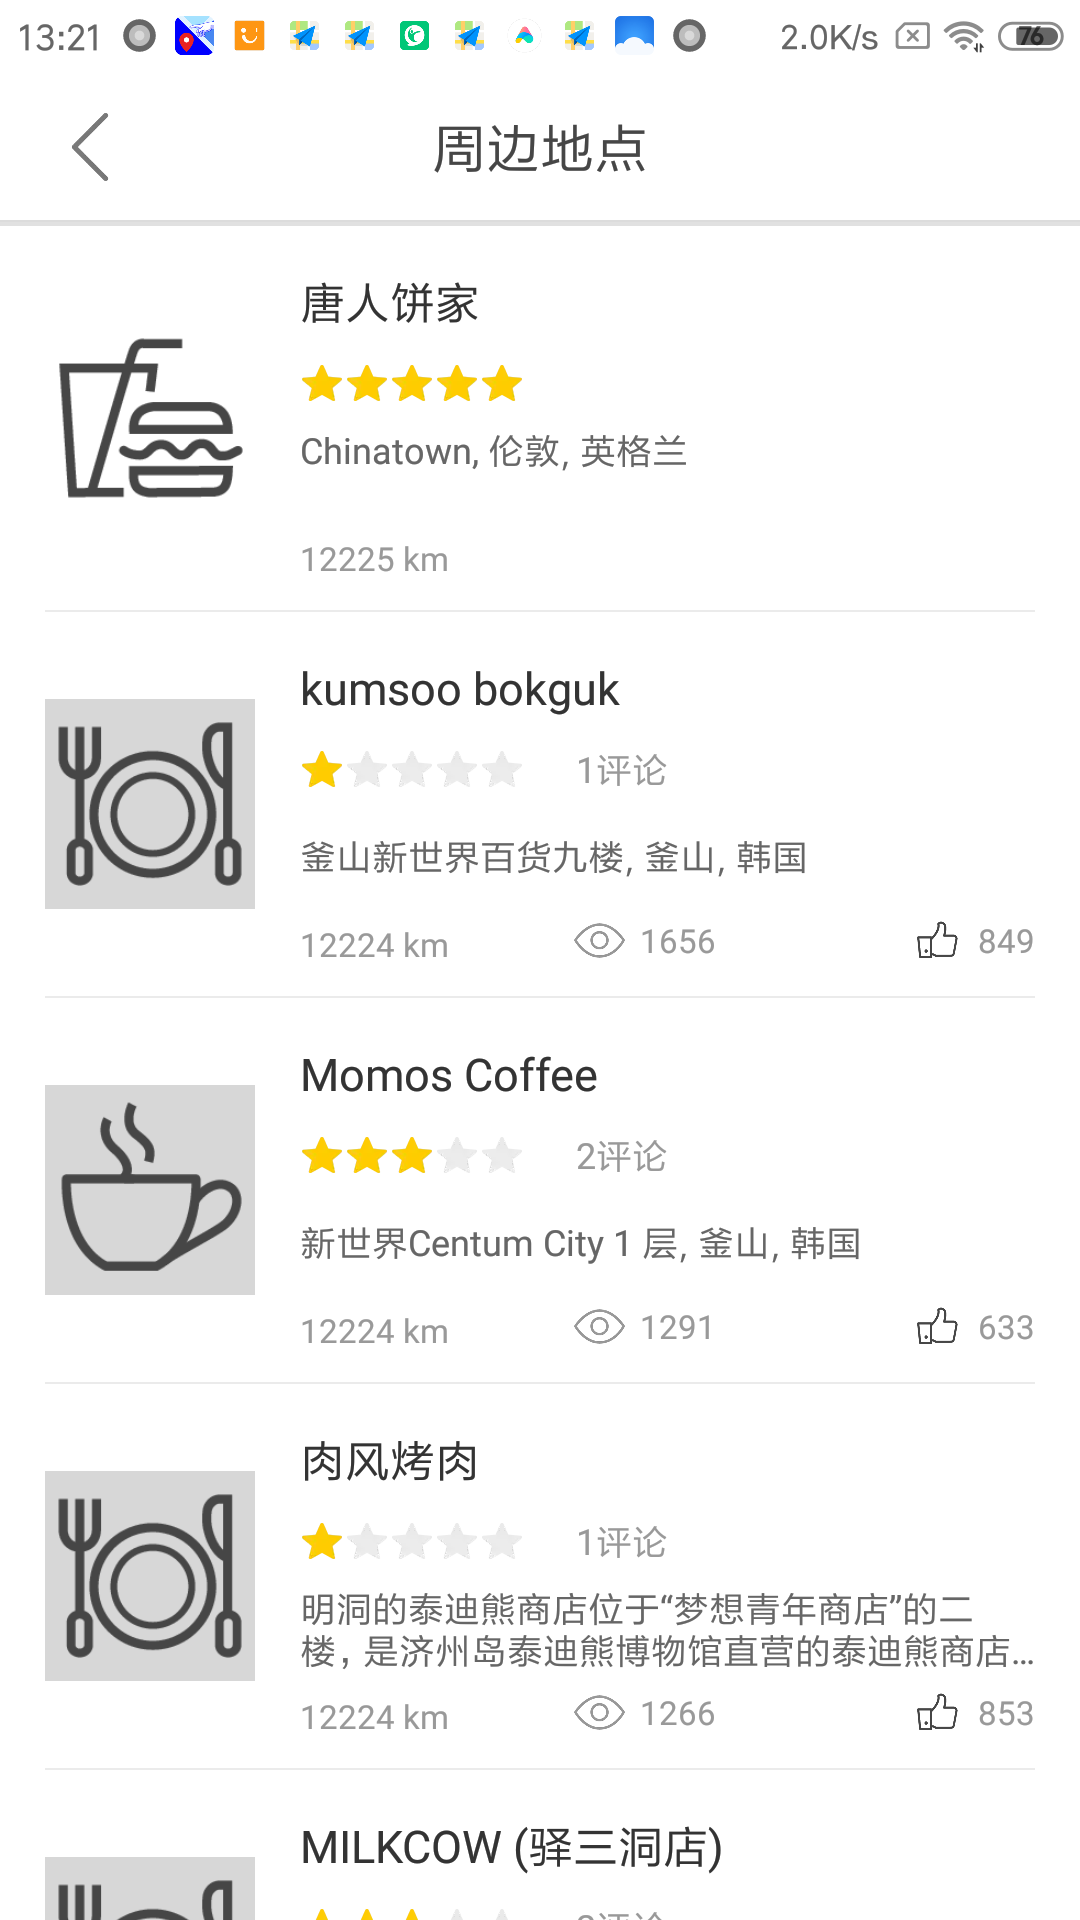 13:21
2.0K/s
76
周边地点
唐人饼家
Chinatown, 伦敦, 英格兰
12225 km
kumsoo bokguk
1评论
釜山新世界百货九楼, 釜山, 韩国
12224 km
1656
849
Momos Coffee
2评论
新世界Centum City 1 层, 釜山, 韩国
12224 km
1291
633
肉风烤肉
1评论
明洞的泰迪熊商店位于“梦想青年商店”的二
楼，是济州岛泰迪熊博物馆直营的泰迪熊商店...
12224 km
1266
853
MILKCOW (驿三洞店)